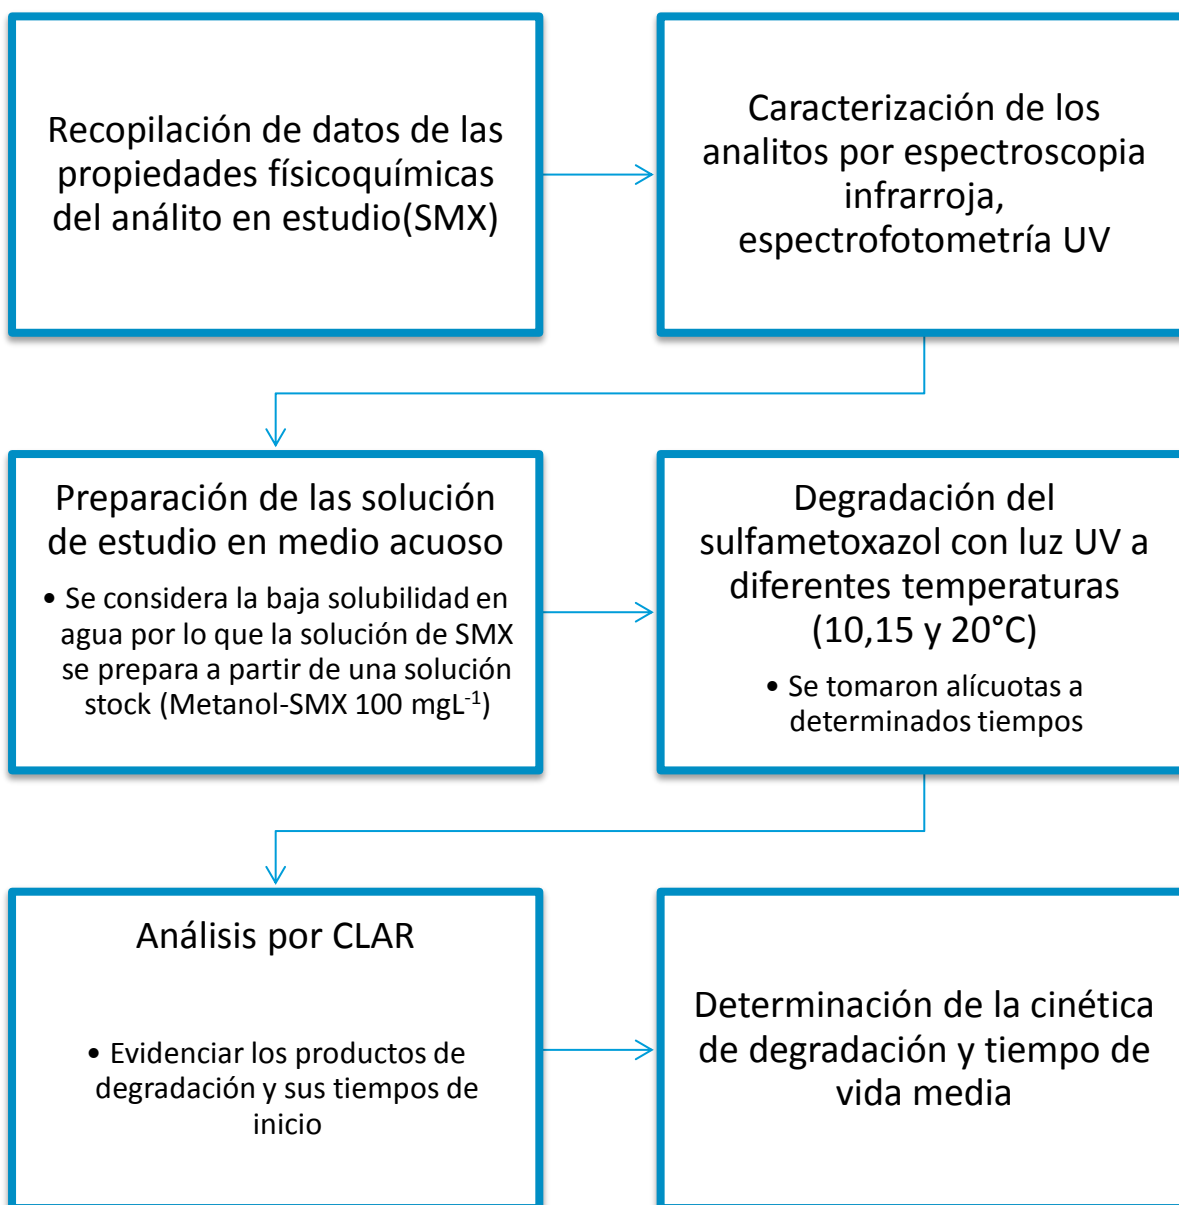 Recopilación de datos de las
propiedades físicoquímicas
del análito en estudio(SMX)
Caracterización de los
analitos por espectroscopia
infrarroja,
espectrofotometría UV
Preparación de las solución
de estudio en medio acuoso
• Se considera la baja solubilidad en
agua por lo que la solución de SMX
se prepara a partir de una solución
stock (Metanol-SMX 100 mgL⁻¹)
Degradación del
sulfametoxazol con luz UV a
diferentes temperaturas
(10,15 y 20°C)
• Se tomaron alícuotas a
determinados tiempos
Análisis por CLAR
• Evidenciar los productos de
degradación y sus tiempos de
inicio
Determinación de la cinética
de degradación y tiempo de
vida media